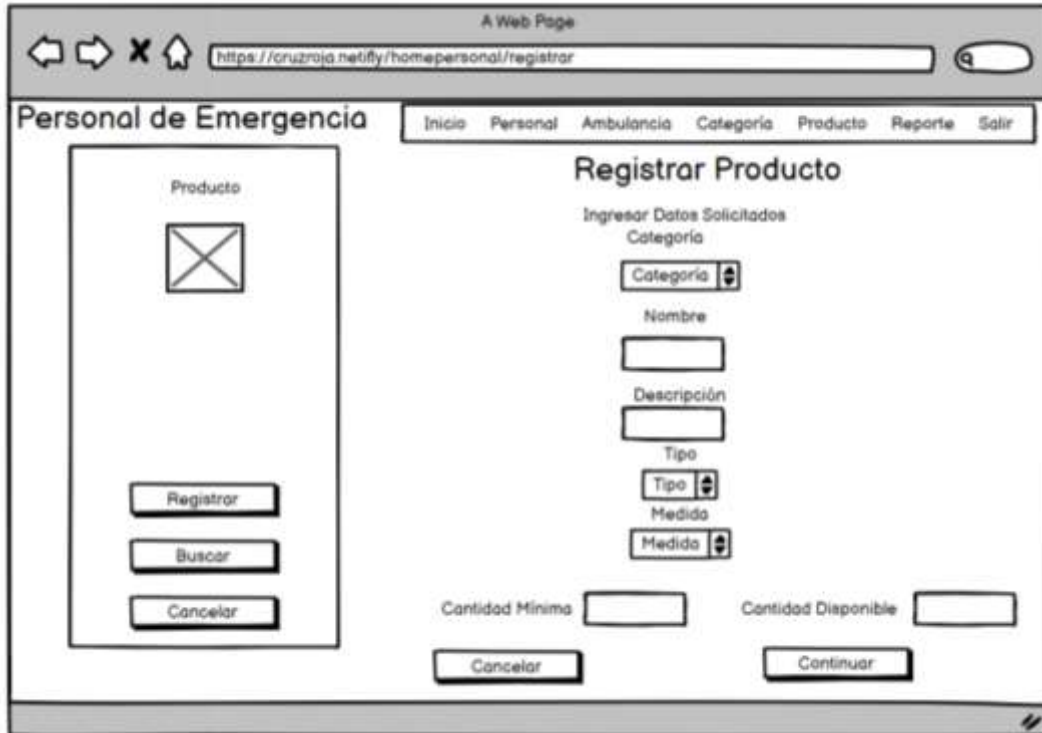 A Web Page
https://cruzroja.netifly/homepersonal/registrar
Personal de Emergencia
Inicio Personal Ambulancia Categoría Producto Reporte Salir
Producto
Registrar
Buscar
Cancelar
Registrar Producto
Ingresar Datos Solicitados
Categoría
Categoría
Nombre
Descripción
Tipo
Tipo
Medida
Medida
Cantidad Mínima
Cantidad Disponible
Cancelar
Continuar